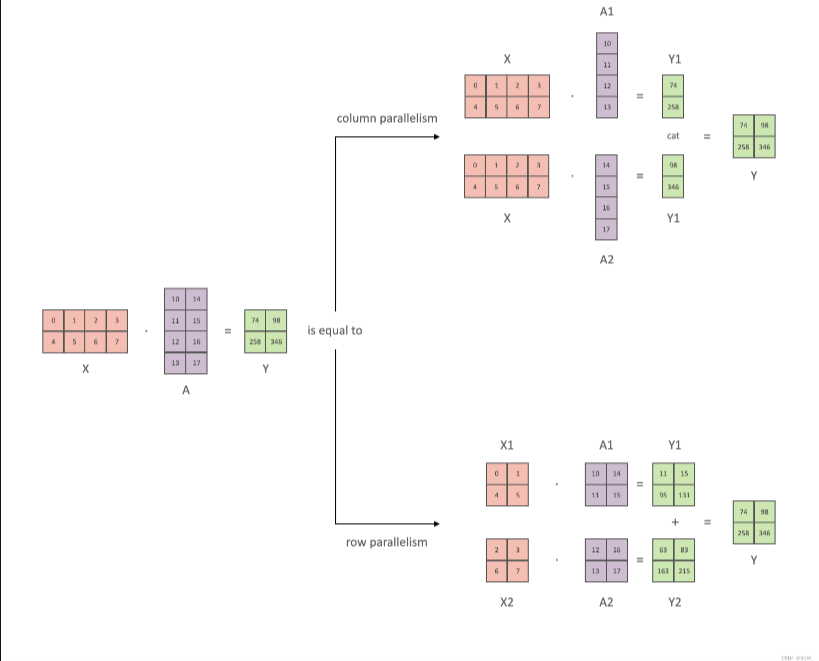 A1
X
10
11
12
13
Y1
0 1 2 3
4 5 6 7
·
=
74
258
column parallelism
cat
=
74 98
258 346
Y
0 1 2 3
4 5 6 7
·
14
15
16
17
=
98
346
X
Y1
A2
0 1 2 3
4 5 6 7
X
·
10 14
11 15
12 16
13 17
A
=
74 98
258 346
Y
is equal to
X1
A1
Y1
0 1
4 5
·
10 14
11 15
=
11 15
95 131
+
=
74 98
258 346
Y
row parallelism
2 3
6 7
·
12 16
13 17
=
63 83
163 215
X2
A2
Y2